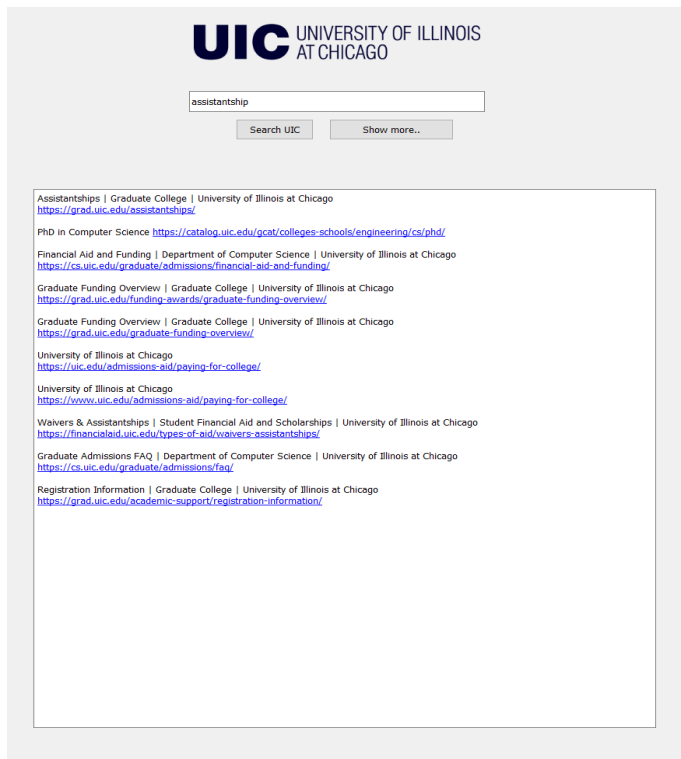 UIC UNIVERSITY OF ILLINOIS
AT CHICAGO
assistantship
Search UIC Show more..
Assistantships | Graduate College | University of Illinois at Chicago
https://grad.uic.edu/assistantships/
PhD in Computer Science https://catalog.uic.edu/gcat/colleges-schools/engineering/cs/phd/
Financial Aid and Funding | Department of Computer Science | University of Illinois at Chicago
https://cs.uic.edu/graduate/admissions/financial-aid-and-funding/
Graduate Funding Overview | Graduate College | University of Illinois at Chicago
https://grad.uic.edu/funding-awards/graduate-funding-overview/
Graduate Funding Overview | Graduate College | University of Illinois at Chicago
https://grad.uic.edu/graduate-funding-overview/
University of Illinois at Chicago
https://uic.edu/admissions-aid/paying-for-college/
University of Illinois at Chicago
https://www.uic.edu/admissions-aid/paying-for-college/
Waivers & Assistantships | Student Financial Aid and Scholarships | University of Illinois at Chicago
https://financialaid.uic.edu/types-of-aid/waivers-assistantships/
Graduate Admissions FAQ | Department of Computer Science | University of Illinois at Chicago
https://cs.uic.edu/graduate/admissions/faq/
Registration Information | Graduate College | University of Illinois at Chicago
https://grad.uic.edu/academic-support/registration-information/